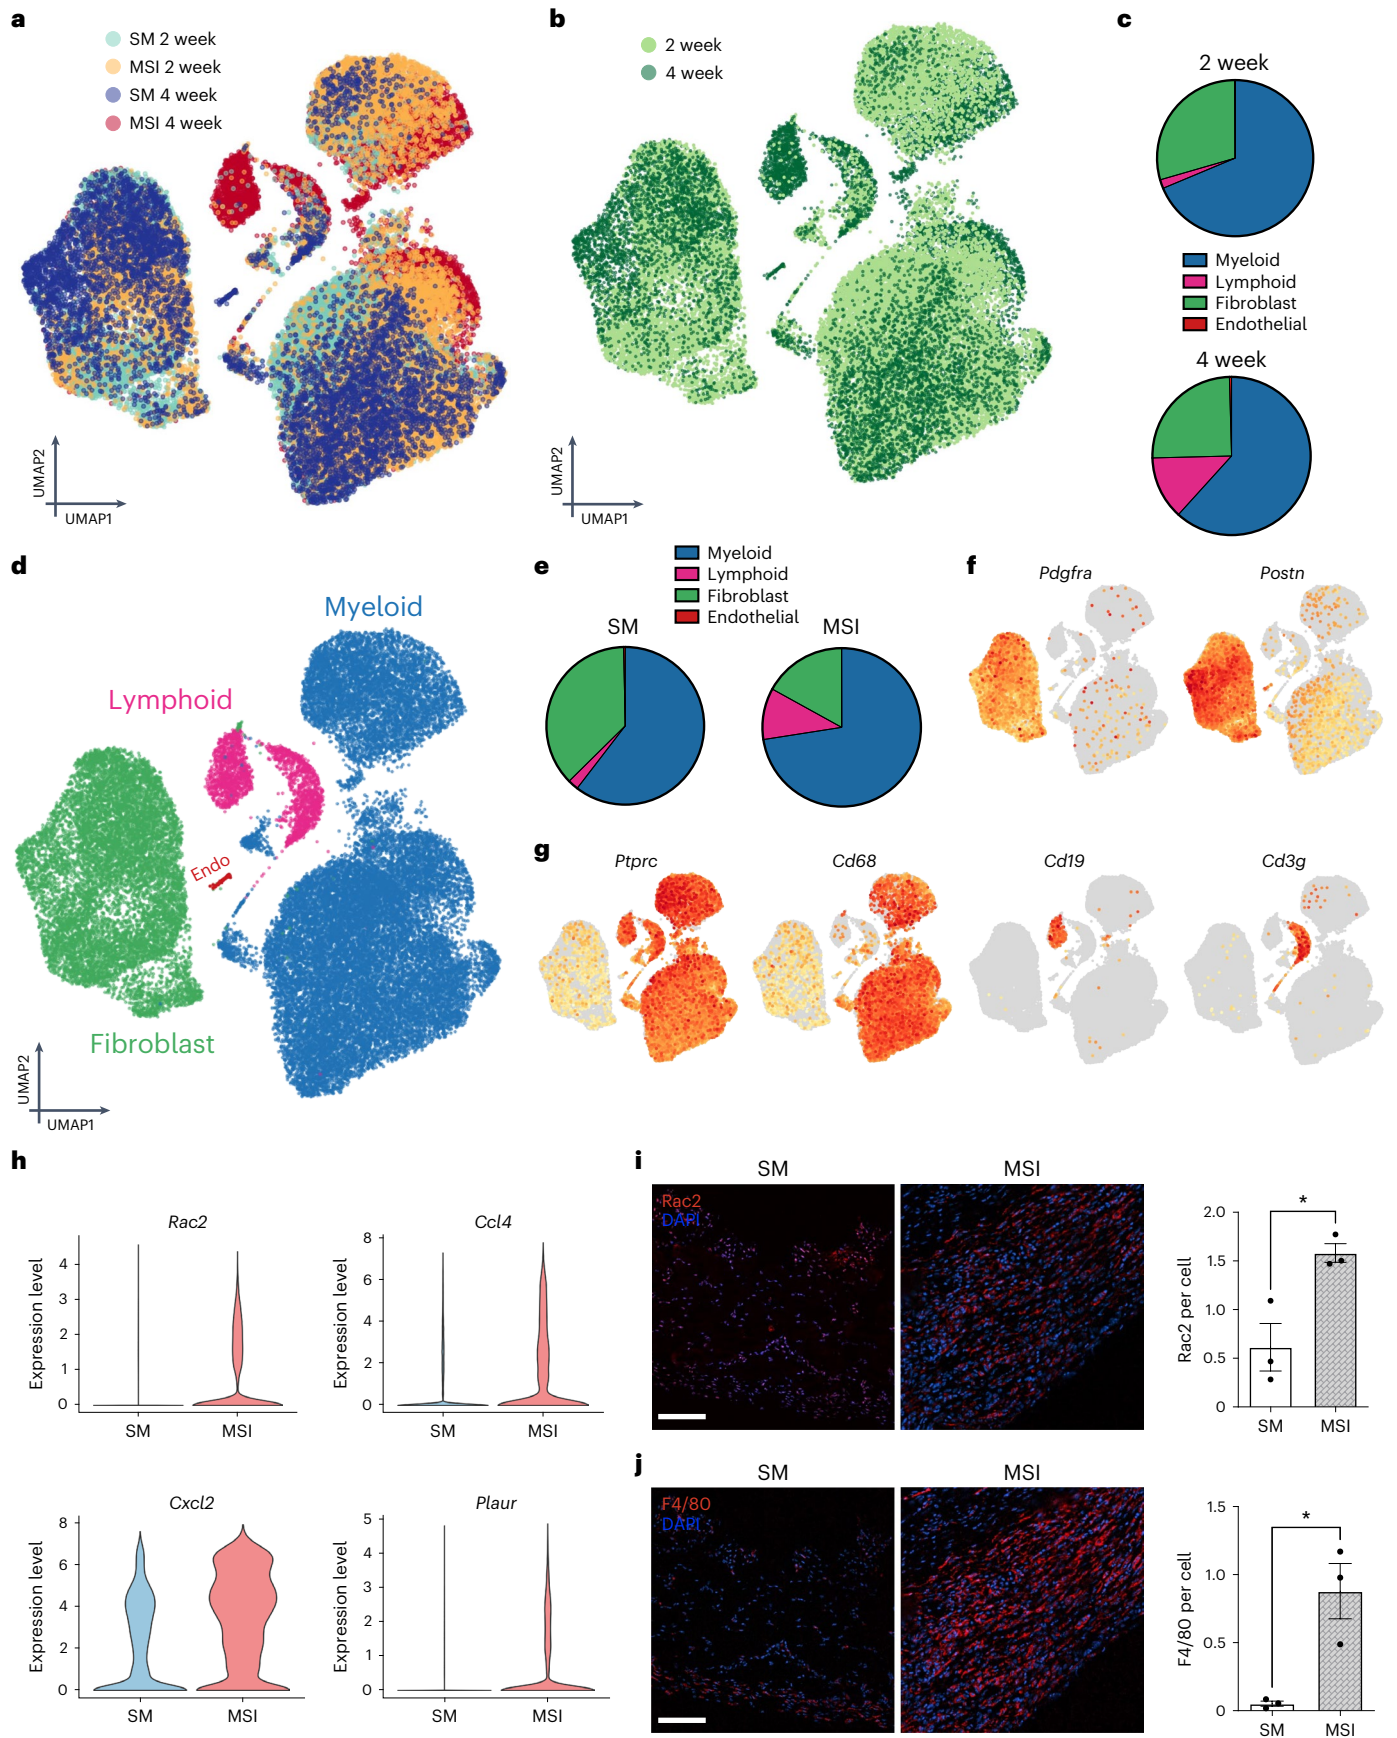 a
SM 2 week
MSI 2 week
SM 4 week
MSI 4 week
UMAP2
UMAP1
b
2 week
4 week
UMAP2
UMAP1
c
2 week
Myeloid
Lymphoid
Fibroblast
Endothelial
4 week
d
Myeloid
Lymphoid
Endo
Fibroblast
UMAP2
UMAP1
e
Myeloid
Lymphoid
Fibroblast
Endothelial
SM
MSI
f
Pdgfra
Postn
g
Ptprc
Cd68
Cd19
Cd3g
h
Rac2
Expression level
4
3
2
1
0
SM
MSI
Ccl4
Expression level
8
6
4
2
0
SM
MSI
Cxcl2
Expression level
8
6
4
2
0
SM
MSI
Plaur
Expression level
5
4
3
2
1
0
SM
MSI
i
SM
MSI
Rac2
DAPI
Rac2 per cell
2.0
1.5
1.0
0.5
0
*
SM
MSI
j
SM
MSI
F4/80
DAPI
F4/80 per cell
1.5
1.0
0.5
0
*
SM
MSI